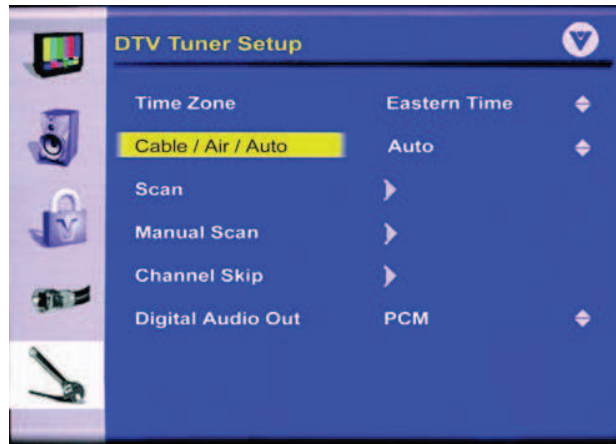 DTV Tuner Setup
V
Time Zone Eastern Time
Cable / Air / Auto Auto
Scan
Manual Scan
Channel Skip
Digital Audio Out PCM